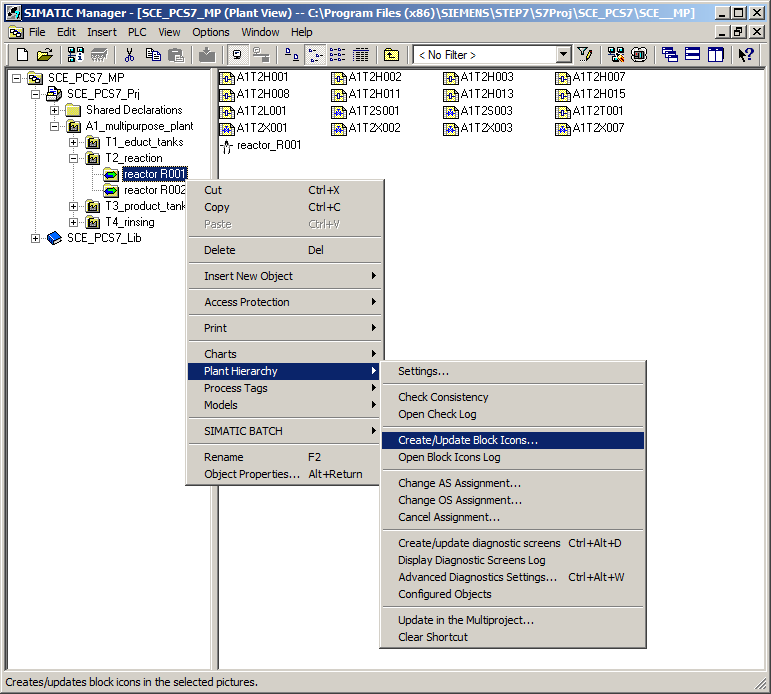 SIMATIC Manager - [SCE_PCS7_MP (Plant View) -- C:\Program Files (x86)\SIEMENS\STEP7\S7Proj\SCE_PCS7\SCE__MP]
File Edit Insert PLC View Options Window Help
< No Filter >
SCE_PCS7_MP
SCE_PCS7_Prj
Shared Declarations
A1_multipurpose_plant
T1_educt_tanks
T2_reaction
reactor R001
reactor R002
T3_product_tank
T4_rinsing
SCE_PCS7_Lib
A1T2H001 A1T2H002 A1T2H003 A1T2H007
A1T2H008 A1T2H011 A1T2H013 A1T2H015
A1T2L001 A1T2S001 A1T2S003 A1T2T001
A1T2X001 A1T2X002 A1T2X003 A1T2X007
reactor_R001
Cut Ctrl+X
Copy Ctrl+C
Paste Ctrl+V
Delete Del
Insert New Object
Access Protection
Print
Charts
Plant Hierarchy
Process Tags
Models
SIMATIC BATCH
Rename F2
Object Properties... Alt+Return
Settings...
Check Consistency
Open Check Log
Create/Update Block Icons...
Open Block Icons Log
Change AS Assignment...
Change OS Assignment...
Cancel Assignment...
Create/update diagnostic screens Ctrl+Alt+D
Display Diagnostic Screens Log
Advanced Diagnostics Settings... Ctrl+Alt+W
Configured Objects
Update in the Multiproject...
Clear Shortcut
Creates/updates block icons in the selected pictures.